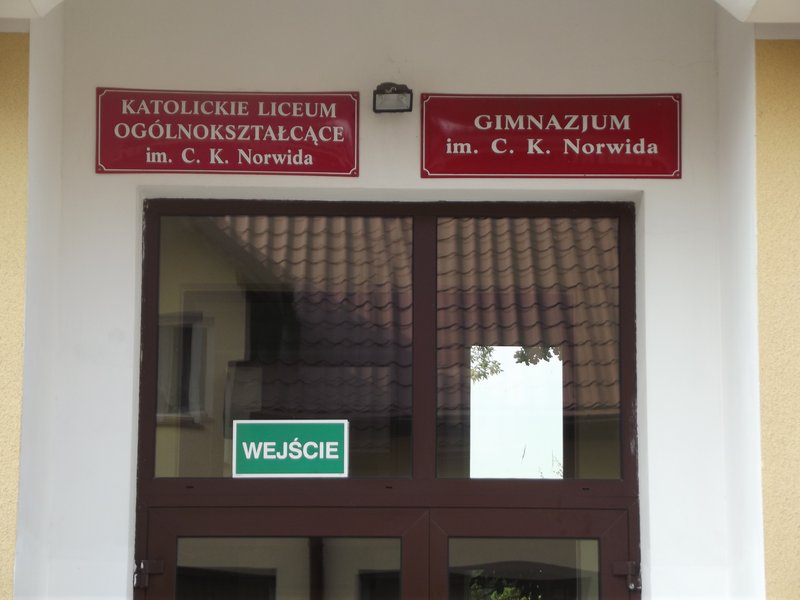 KATOLICKIE LICEUM
OGÓLNOKSZTAŁCĄCE
im. C. K. Norwida
GIMNAZJUM
im. C. K. Norwida
WEJŚCIE